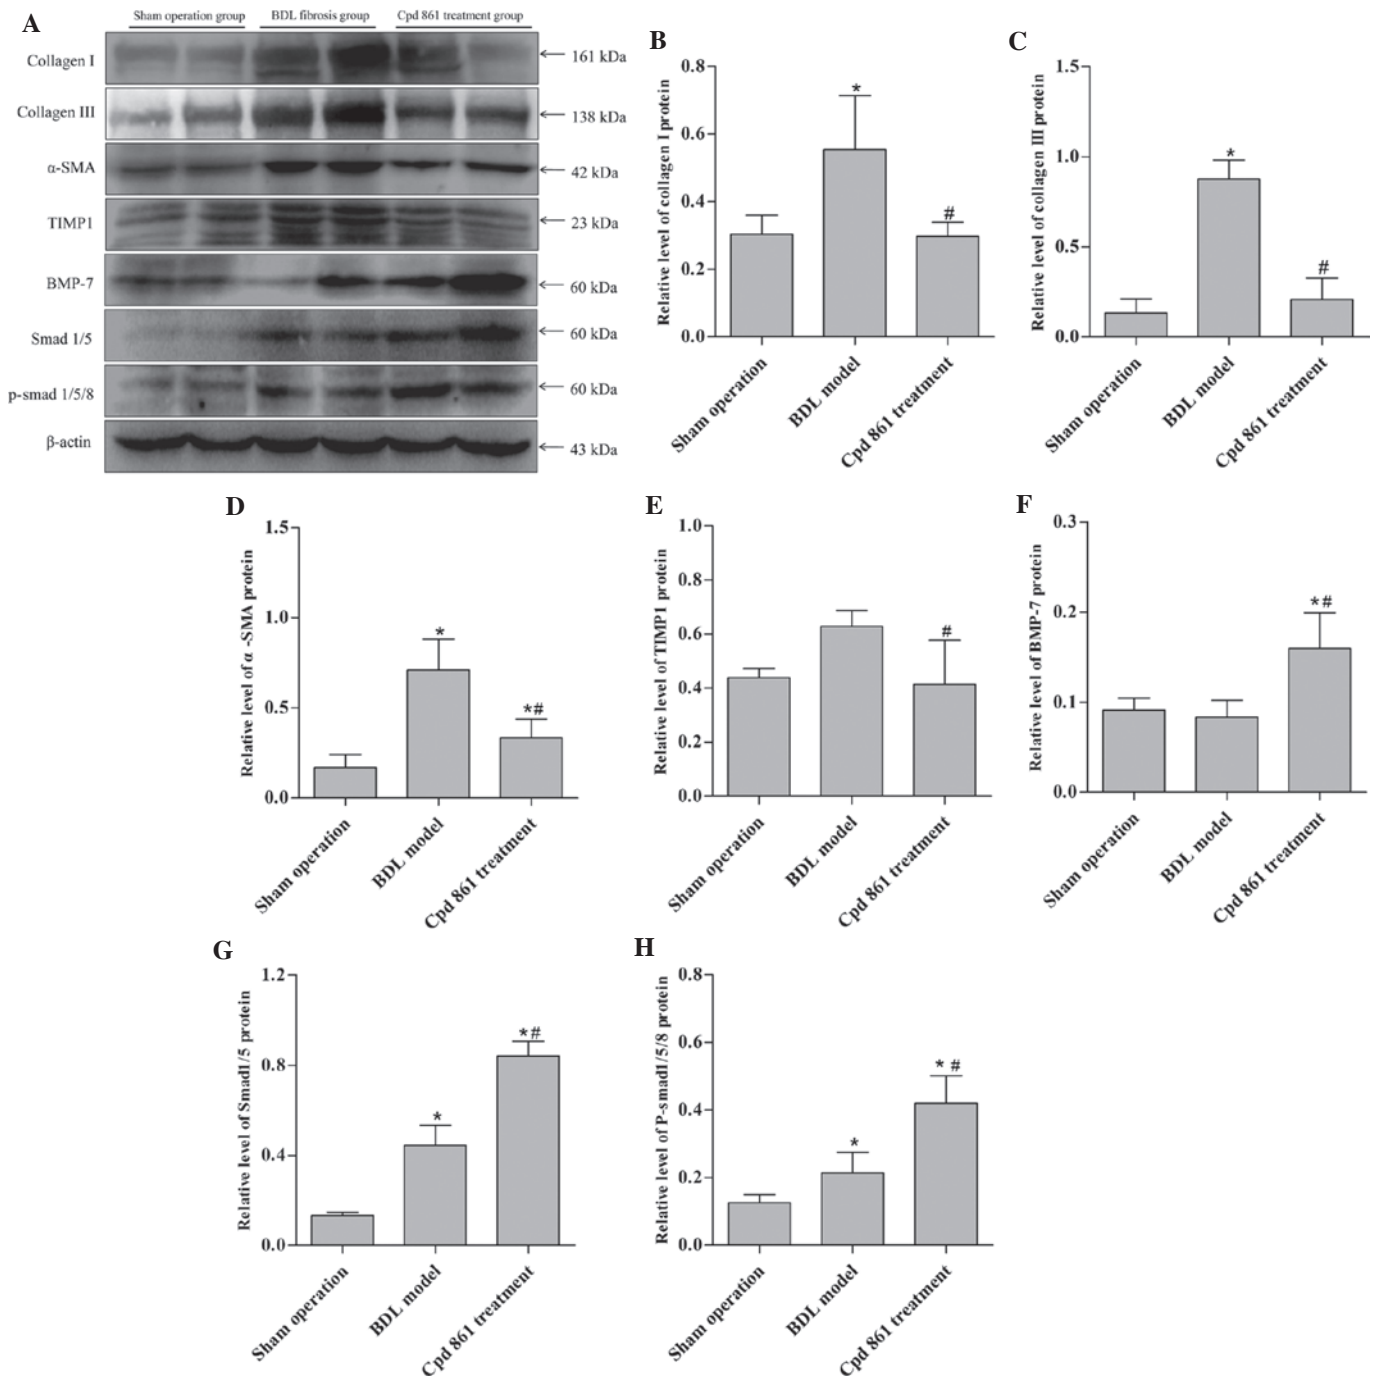 A
Sham operation group BDL fibrosis group Cpd 861 treatment group
Collagen I 161 kDa
Collagen III 138 kDa
α-SMA 42 kDa
TIMP1 23 kDa
BMP-7 60 kDa
Smad 1/5 60 kDa
p-smad 1/5/8 60 kDa
β-actin 43 kDa
B
Relative level of collagen I protein
0.8
0.6
0.4
0.2
0.0
*
#
Sham operation
BDL model
Cpd 861 treatment
C
Relative level of collagen III protein
1.5
1.0
0.5
0.0
*
#
Sham operation
BDL model
Cpd 861 treatment
D
Relative level of α -SMA protein
1.5
1.0
0.5
0.0
*
*#
Sham operation
BDL model
Cpd 861 treatment
E
Relative level of TIMP1 protein
1.0
0.8
0.6
0.4
0.2
0.0
#
Sham operation
BDL model
Cpd 861 treatment
F
Relative level of BMP-7 protein
0.3
0.2
0.1
0.0
*#
Sham operation
BDL model
Cpd 861 treatment
G
Relative level of Smad1/5 protein
1.2
0.8
0.4
0.0
*
*#
Sham operation
BDL model
Cpd 861 treatment
H
Relative level of P-smad1/5/8 protein
0.8
0.6
0.4
0.2
0.0
*
* #
Sham operation
BDL model
Cpd 861 treatment